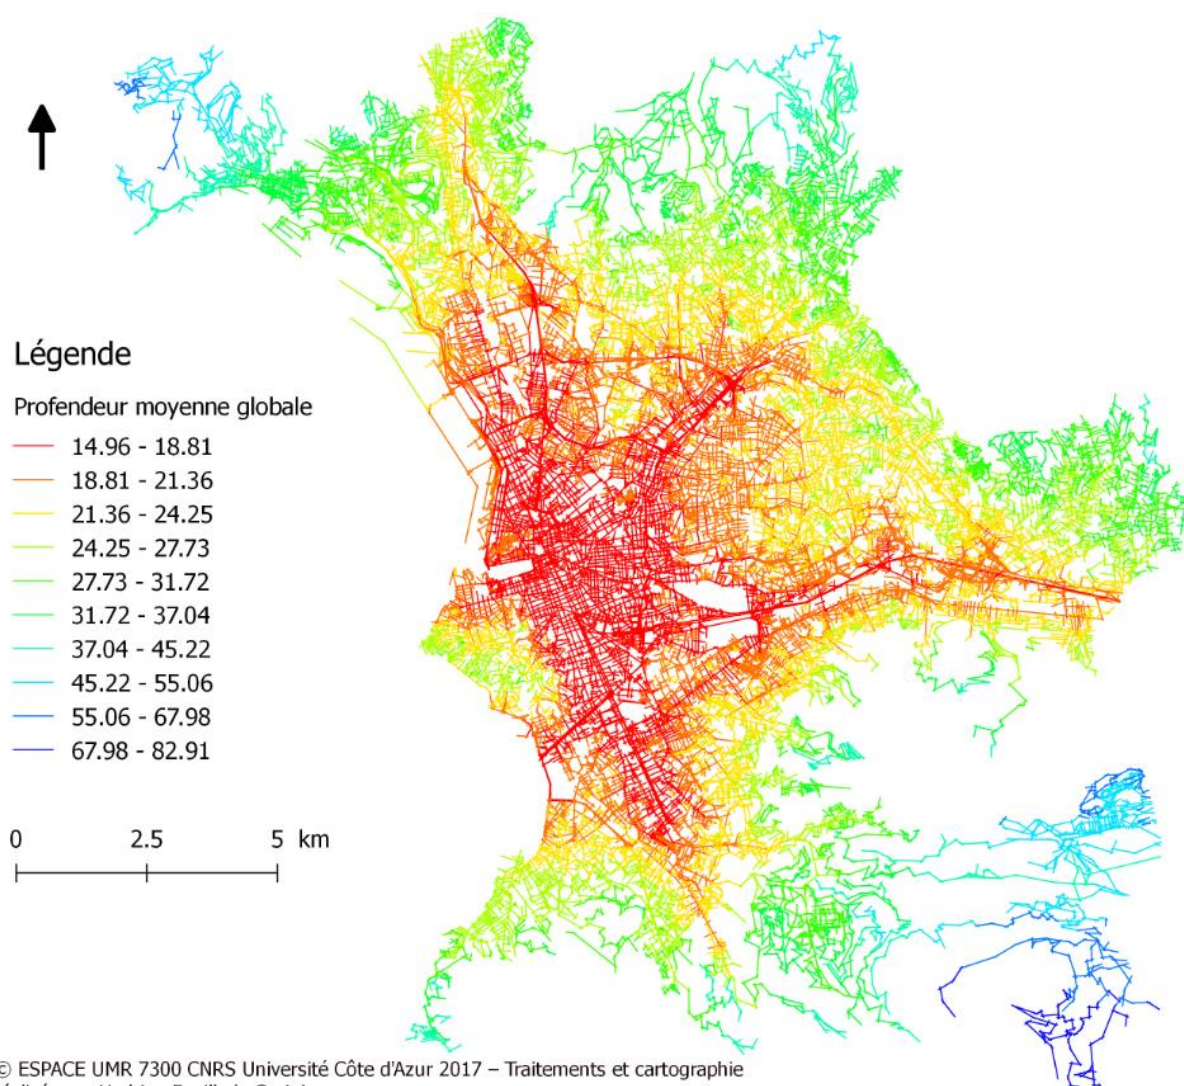 Légende
Profendeur moyenne globale
14.96 - 18.81
18.81 - 21.36
21.36 - 24.25
24.25 - 27.73
27.73 - 31.72
31.72 - 37.04
37.04 - 45.22
45.22 - 55.06
55.06 - 67.98
67.98 - 82.91
0 2.5 5 km
© ESPACE UMR 7300 CNRS Université Côte d'Azur 2017 – Traitements et cartographie